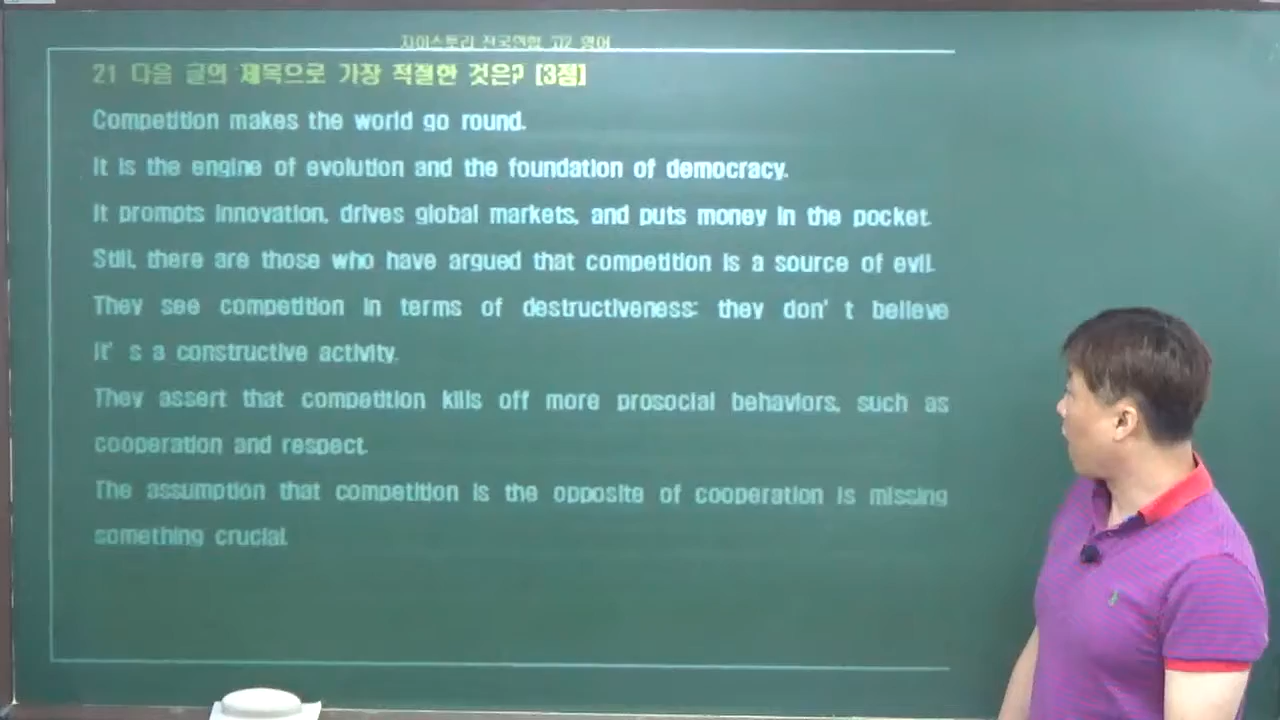 자이스토리 전국연합 고2 영어
21 다음 글의 제목으로 가장 적절한 것은? [3점]
Competition makes the world go round.
It is the engine of evolution and the foundation of democracy.
It prompts innovation, drives global markets, and puts money in the pocket.
Still, there are those who have argued that competition is a source of evil.
They see competition in terms of destructiveness: they don' t believe
it' s a constructive activity.
They assert that competition kills off more prosocial behaviors, such as
cooperation and respect.
The assumption that competition is the opposite of cooperation is missing
something crucial.